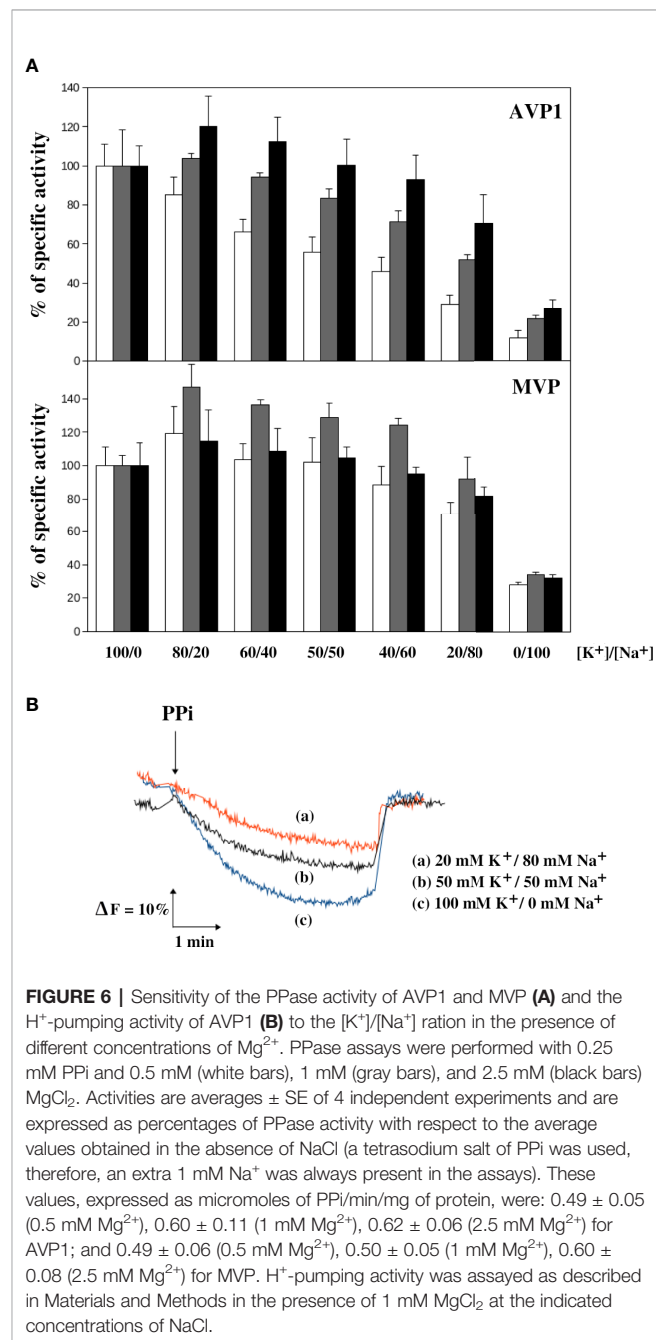 A
AVP1
% of specific activity
140
120
100
80
60
40
20
0
MVP
% of specific activity
140
120
100
80
60
40
20
0
100/0 80/20 60/40 50/50 40/60 20/80 0/100 [K⁺]/[Na⁺]
B
PPi
(a)
(b)
(c)
(a) 20 mM K⁺/ 80 mM Na⁺
(b) 50 mM K⁺/ 50 mM Na⁺
(c) 100 mM K⁺/ 0 mM Na⁺
ΔF = 10%
1 min
FIGURE 6 | Sensitivity of the PPase activity of AVP1 and MVP (A) and the
H⁺-pumping activity of AVP1 (B) to the [K⁺]/[Na⁺] ration in the presence of
different concentrations of Mg²⁺. PPase assays were performed with 0.25
mM PPi and 0.5 mM (white bars), 1 mM (gray bars), and 2.5 mM (black bars)
MgCl₂. Activities are averages ± SE of 4 independent experiments and are
expressed as percentages of PPase activity with respect to the average
values obtained in the absence of NaCl (a tetrasodium salt of PPi was used,
therefore, an extra 1 mM Na⁺ was always present in the assays). These
values, expressed as micromoles of PPi/min/mg of protein, were: 0.49 ± 0.05
(0.5 mM Mg²⁺), 0.60 ± 0.11 (1 mM Mg²⁺), 0.62 ± 0.06 (2.5 mM Mg²⁺) for
AVP1; and 0.49 ± 0.06 (0.5 mM Mg²⁺), 0.50 ± 0.05 (1 mM Mg²⁺), 0.60 ±
0.08 (2.5 mM Mg²⁺) for MVP. H⁺-pumping activity was assayed as described
in Materials and Methods in the presence of 1 mM MgCl₂ at the indicated
concentrations of NaCl.